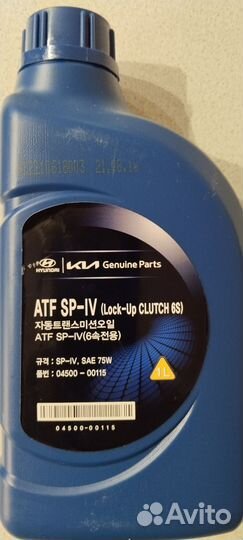 21.08.18
HYUNDAI KIA Genuine Parts
ATF SP-IV (Lock-Up CLUTCH 6S)
자동트랜스미션오일
ATF SP-IV(6속전용)
규격 : SP-IV, SAE 75W
품번 : 04500 - 00115
1L
04500-00115
Avito